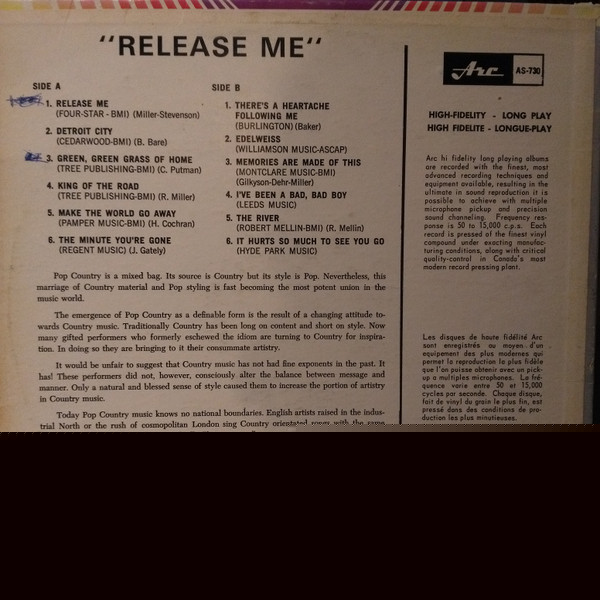 "RELEASE ME"
SIDE A
1. RELEASE ME
(FOUR-STAR - BMI) (Miller-Stevenson)
2. DETROIT CITY
(CEDARWOOD-BMI) (B. Bare)
3. GREEN, GREEN GRASS OF HOME
(TREE PUBLISHING-BMI) (C. Putman)
4. KING OF THE ROAD
(TREE PUBLISHING-BMI) (R. Miller)
5. MAKE THE WORLD GO AWAY
(PAMPER MUSIC-BMI) (H. Cochran)
6. THE MINUTE YOU'RE GONE
(REGENT MUSIC) (J. Gately)
SIDE B
1. THERE'S A HEARTACHE
FOLLOWING ME
(BURLINGTON) (Baker)
2. EDELWEISS
(WILLIAMSON MUSIC-ASCAP)
3. MEMORIES ARE MADE OF THIS
(MONTCLARE MUSIC-BMI)
(Gilkyson-Dehr-Miller)
4. I'VE BEEN A BAD, BAD BOY
(LEEDS MUSIC)
5. THE RIVER
(ROBERT MELLIN-BMI) (R. Mellin)
6. IT HURTS SO MUCH TO SEE YOU GO
(HYDE PARK MUSIC)
Pop Country is a mixed bag. Its source is Country but its style is Pop. Nevertheless, this
marriage of Country material and Pop styling is fast becoming the most potent union in the
music world.
The emergence of Pop Country as a definable form is the result of a changing attitude to-
wards Country music. Traditionally Country has been long on content and short on style. Now
many gifted performers who formerly eschewed the idiom are turning to Country for inspira-
tion. In doing so they are bringing to it their consummate artistry.
It would be unfair to suggest that Country music has not had fine exponents in the past. It
has! These performers did not, however, consciously alter the balance between message and
manner. Only a natural and blessed sense of style caused them to increase the portion of artistry
in Country music.
Today Pop Country music knows no national boundaries. English artists raised in the indus-
trial North or the rush of cosmopolitan London sing Country orientated songs with the same
Arc
AS-730
HIGH-FIDELITY - LONG PLAY
HIGH FIDELITE - LONGUE-PLAY
Arc hi fidelity long playing albums
are recorded with the finest, most
advanced recording techniques and
equipment available, resulting in the
ultimate in sound reproduction it is
possible to achieve with multiple
microphone pickup and precision
sound channeling. Frequency res-
ponse is 50 to 15,000 c.p.s. Each
record is pressed of the finest vinyl
compound under exacting manufac-
turing conditions, along with critical
quality-control in Canada's most
modern record pressing plant.
Les disques de haute fidélité Arc
sont enregistrés au moyen d'un
equipement des plus modernes qui
permet la reproduction la plus fidèle
que l'on puisse obtenir avec un pick-
up a multiples microphones. La fré-
quence varie entre 50 et 15,000
cycles par seconde. Chaque disque,
fait de vinyl du grain le plus fin, est
pressé dans des conditions de pro-
duction les plus minutieuses.